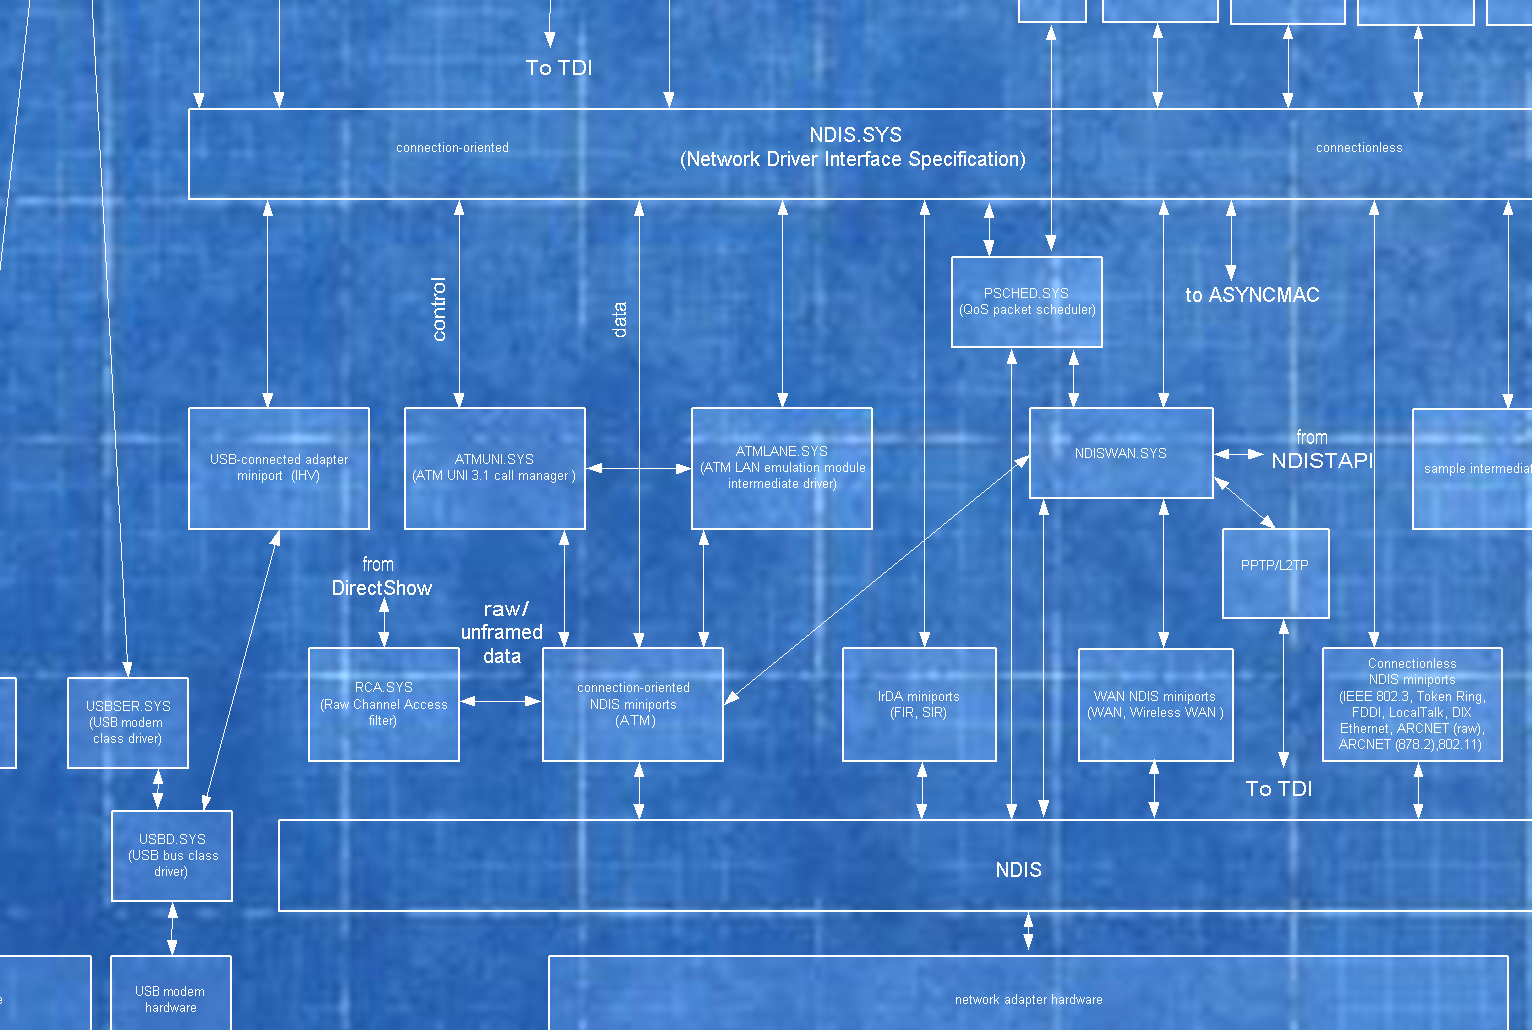 To TDI
NDIS.SYS
(Network Driver Interface Specification)
connection-oriented
connectionless
control
data
PSCHED.SYS
(QoS packet scheduler)
to ASYNCMAC
USB-connected adapter
miniport (IHV)
ATMUNI.SYS
(ATM UNI 3.1 call manager )
ATMLANE.SYS
(ATM LAN emulation module
intermediate driver)
NDISWAN.SYS
from
NDISTAPI
sample intermediat
from
DirectShow
raw/
unframed
data
PPTP/L2TP
USBSER.SYS
(USB modem
class driver)
RCA.SYS
(Raw Channel Access
filter)
connection-oriented
NDIS miniports
(ATM)
IrDA miniports
(FIR, SIR)
WAN NDIS miniports
(WAN, Wireless WAN )
Connectionless
NDIS miniports
(IEEE 802.3, Token Ring,
FDDI, LocalTalk, DIX
Ethernet, ARCNET (raw),
ARCNET (878.2),802.11)
To TDI
USBD.SYS
(USB bus class
driver)
NDIS
USB modem
hardware
network adapter hardware